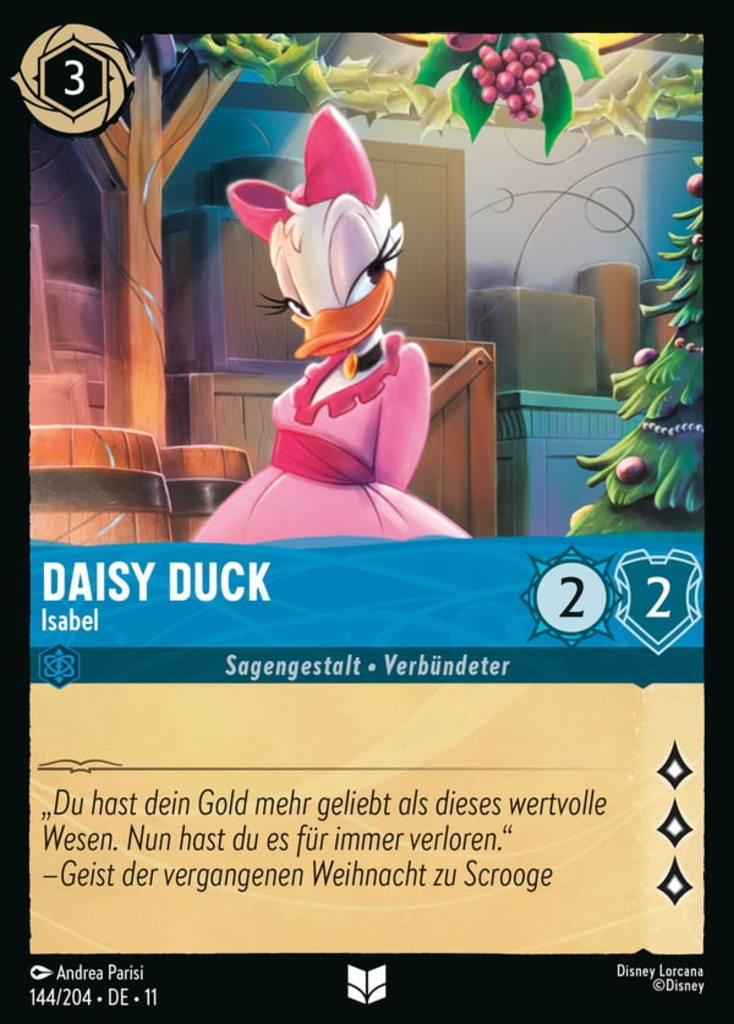 3
DAISY DUCK
Isabel
2 2
Sagengestalt • Verbündeter
„Du hast dein Gold mehr geliebt als dieses wertvolle
Wesen. Nun hast du es für immer verloren.“
–Geist der vergangenen Weihnacht zu Scrooge
Andrea Parisi
144/204 • DE • 11
Disney Lorcana
©Disney